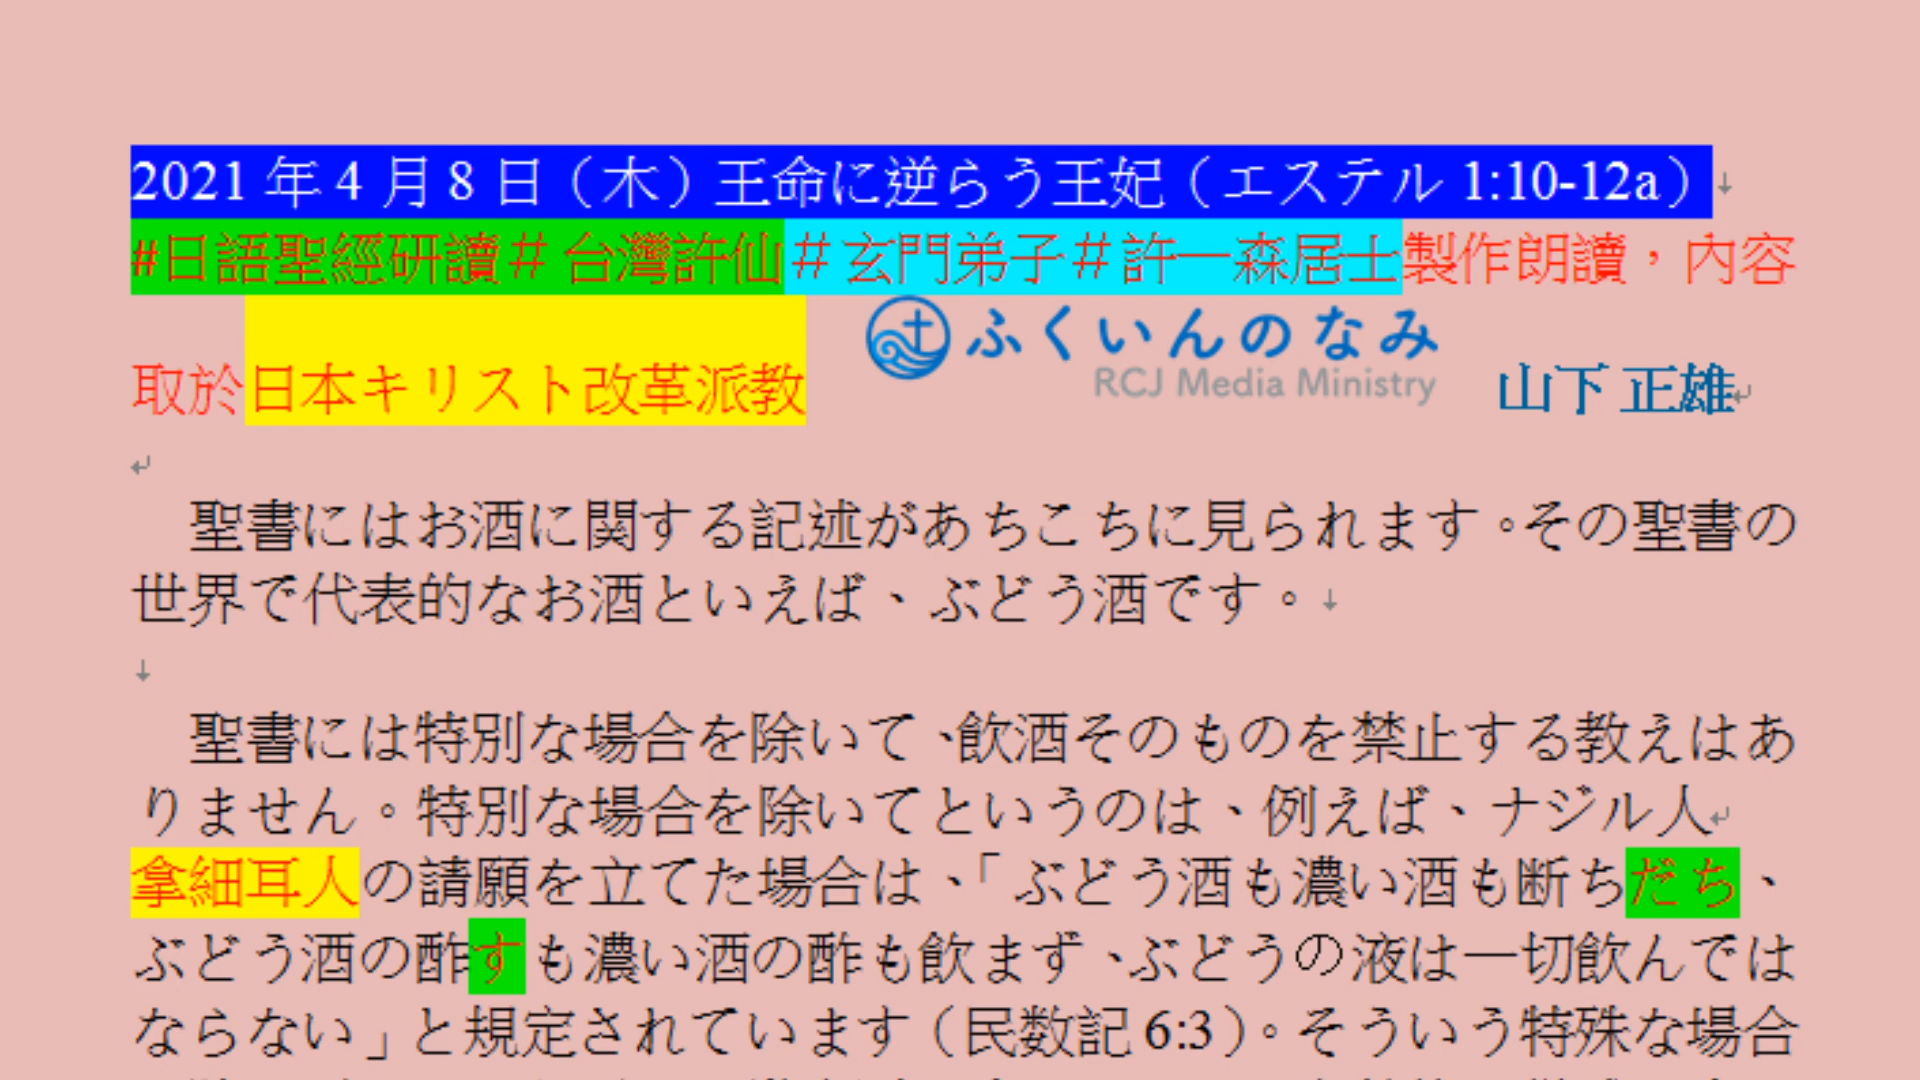 2021 年 4 月 8 日（木）王命に逆らう王妃（エステル 1:10-12a）
#日語聖經研讀＃ 台灣許仙＃玄門弟子＃許一森居士製作朗讀，內容
取於日本キリスト改革派教 ふくいんのなみ 山下 正雄
RCJ Media Ministry
聖書にはお酒に関する記述があちこちに見られます。その聖書の
世界で代表的なお酒といえば、ぶどう酒です。
聖書には特別な場合を除いて、飲酒そのものを禁止する教えはあ
りません。特別な場合を除いてというのは、例えば、ナジル人
拿細耳人の請願を立てた場合は、「ぶどう酒も濃い酒も断ちだち、
ぶどう酒の酢すも濃い酒の酢も飲まず、ぶどうの液は一切飲んでは
ならない」と規定されています（民数記 6:3）。そういう特殊な場合